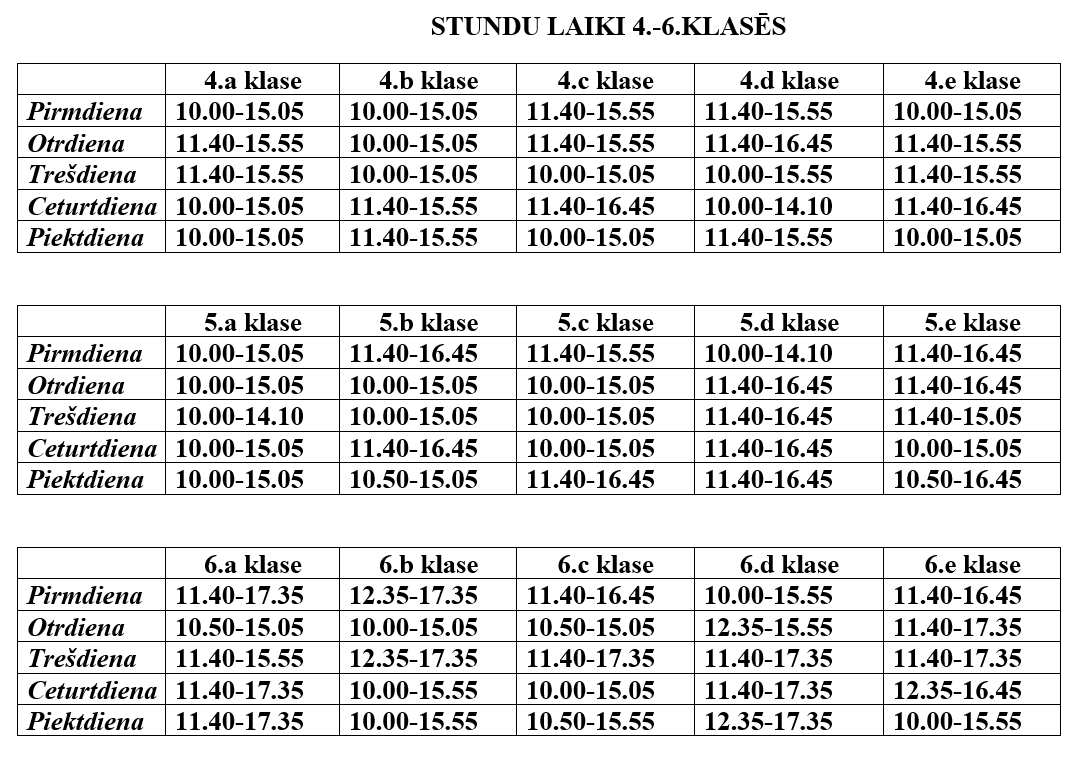 STUNDU LAIKI 4.-6.KLASĒS
4.a klase 4.b klase 4.c klase 4.d klase 4.e klase
Pirmdiena 10.00-15.05 10.00-15.05 11.40-15.55 11.40-15.55 10.00-15.05
Otrdiena 11.40-15.55 10.00-15.05 11.40-15.55 11.40-16.45 11.40-15.55
Trešdiena 11.40-15.55 10.00-15.05 10.00-15.05 10.00-15.55 11.40-15.55
Ceturtdiena 10.00-15.05 11.40-15.55 11.40-16.45 10.00-14.10 11.40-16.45
Piektdiena 10.00-15.05 11.40-15.55 10.00-15.05 11.40-15.55 10.00-15.05
5.a klase 5.b klase 5.c klase 5.d klase 5.e klase
Pirmdiena 10.00-15.05 11.40-16.45 11.40-15.55 10.00-14.10 11.40-16.45
Otrdiena 10.00-15.05 10.00-15.05 10.00-15.05 11.40-16.45 11.40-16.45
Trešdiena 10.00-14.10 10.00-15.05 10.00-15.05 11.40-16.45 11.40-15.05
Ceturtdiena 10.00-15.05 11.40-16.45 10.00-15.05 11.40-16.45 10.00-15.05
Piektdiena 10.00-15.05 10.50-15.05 11.40-16.45 11.40-16.45 10.50-16.45
6.a klase 6.b klase 6.c klase 6.d klase 6.e klase
Pirmdiena 11.40-17.35 12.35-17.35 11.40-16.45 10.00-15.55 11.40-16.45
Otrdiena 10.50-15.05 10.00-15.05 10.50-15.05 12.35-15.55 11.40-17.35
Trešdiena 11.40-15.55 12.35-17.35 11.40-17.35 11.40-17.35 11.40-17.35
Ceturtdiena 11.40-17.35 10.00-15.55 10.00-15.05 11.40-17.35 12.35-16.45
Piektdiena 11.40-17.35 10.00-15.55 10.50-15.55 12.35-17.35 10.00-15.55